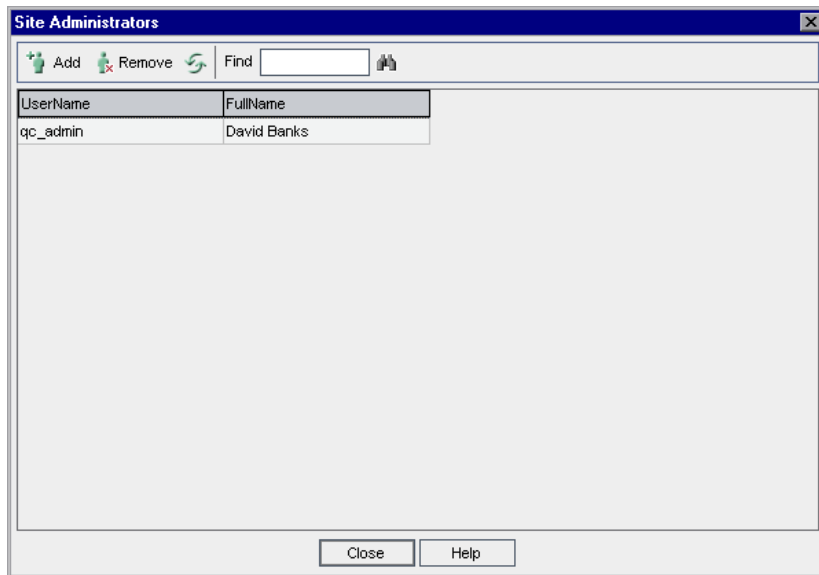 Site Administrators
Add Remove Find
UserName FullName
qc_admin David Banks
Close Help